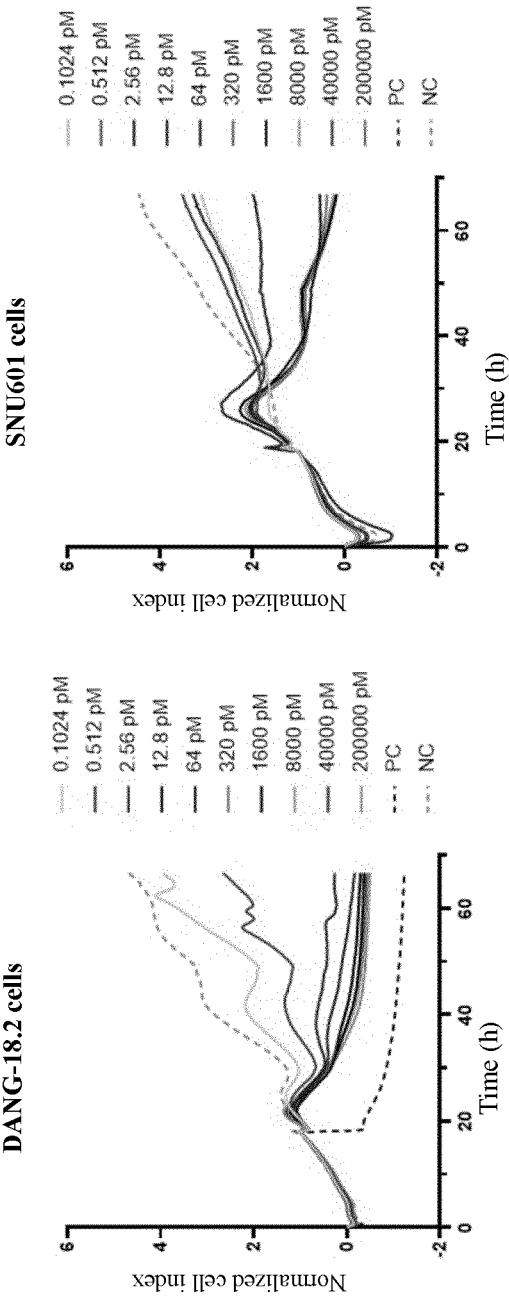 DANG-18.2 cells
Normalized cell index
6
4
2
0
-2
0
20
40
60
Time (h)
0.1024 pM
0.512 pM
2.56 pM
12.8 pM
64 pM
320 pM
1600 pM
8000 pM
40000 pM
200000 pM
PC
NC
SNU601 cells
Normalized cell index
6
4
2
0
-2
0
20
40
60
Time (h)
0.1024 pM
0.512 pM
2.56 pM
12.8 pM
64 pM
320 pM
1600 pM
8000 pM
40000 pM
200000 pM
PC
NC